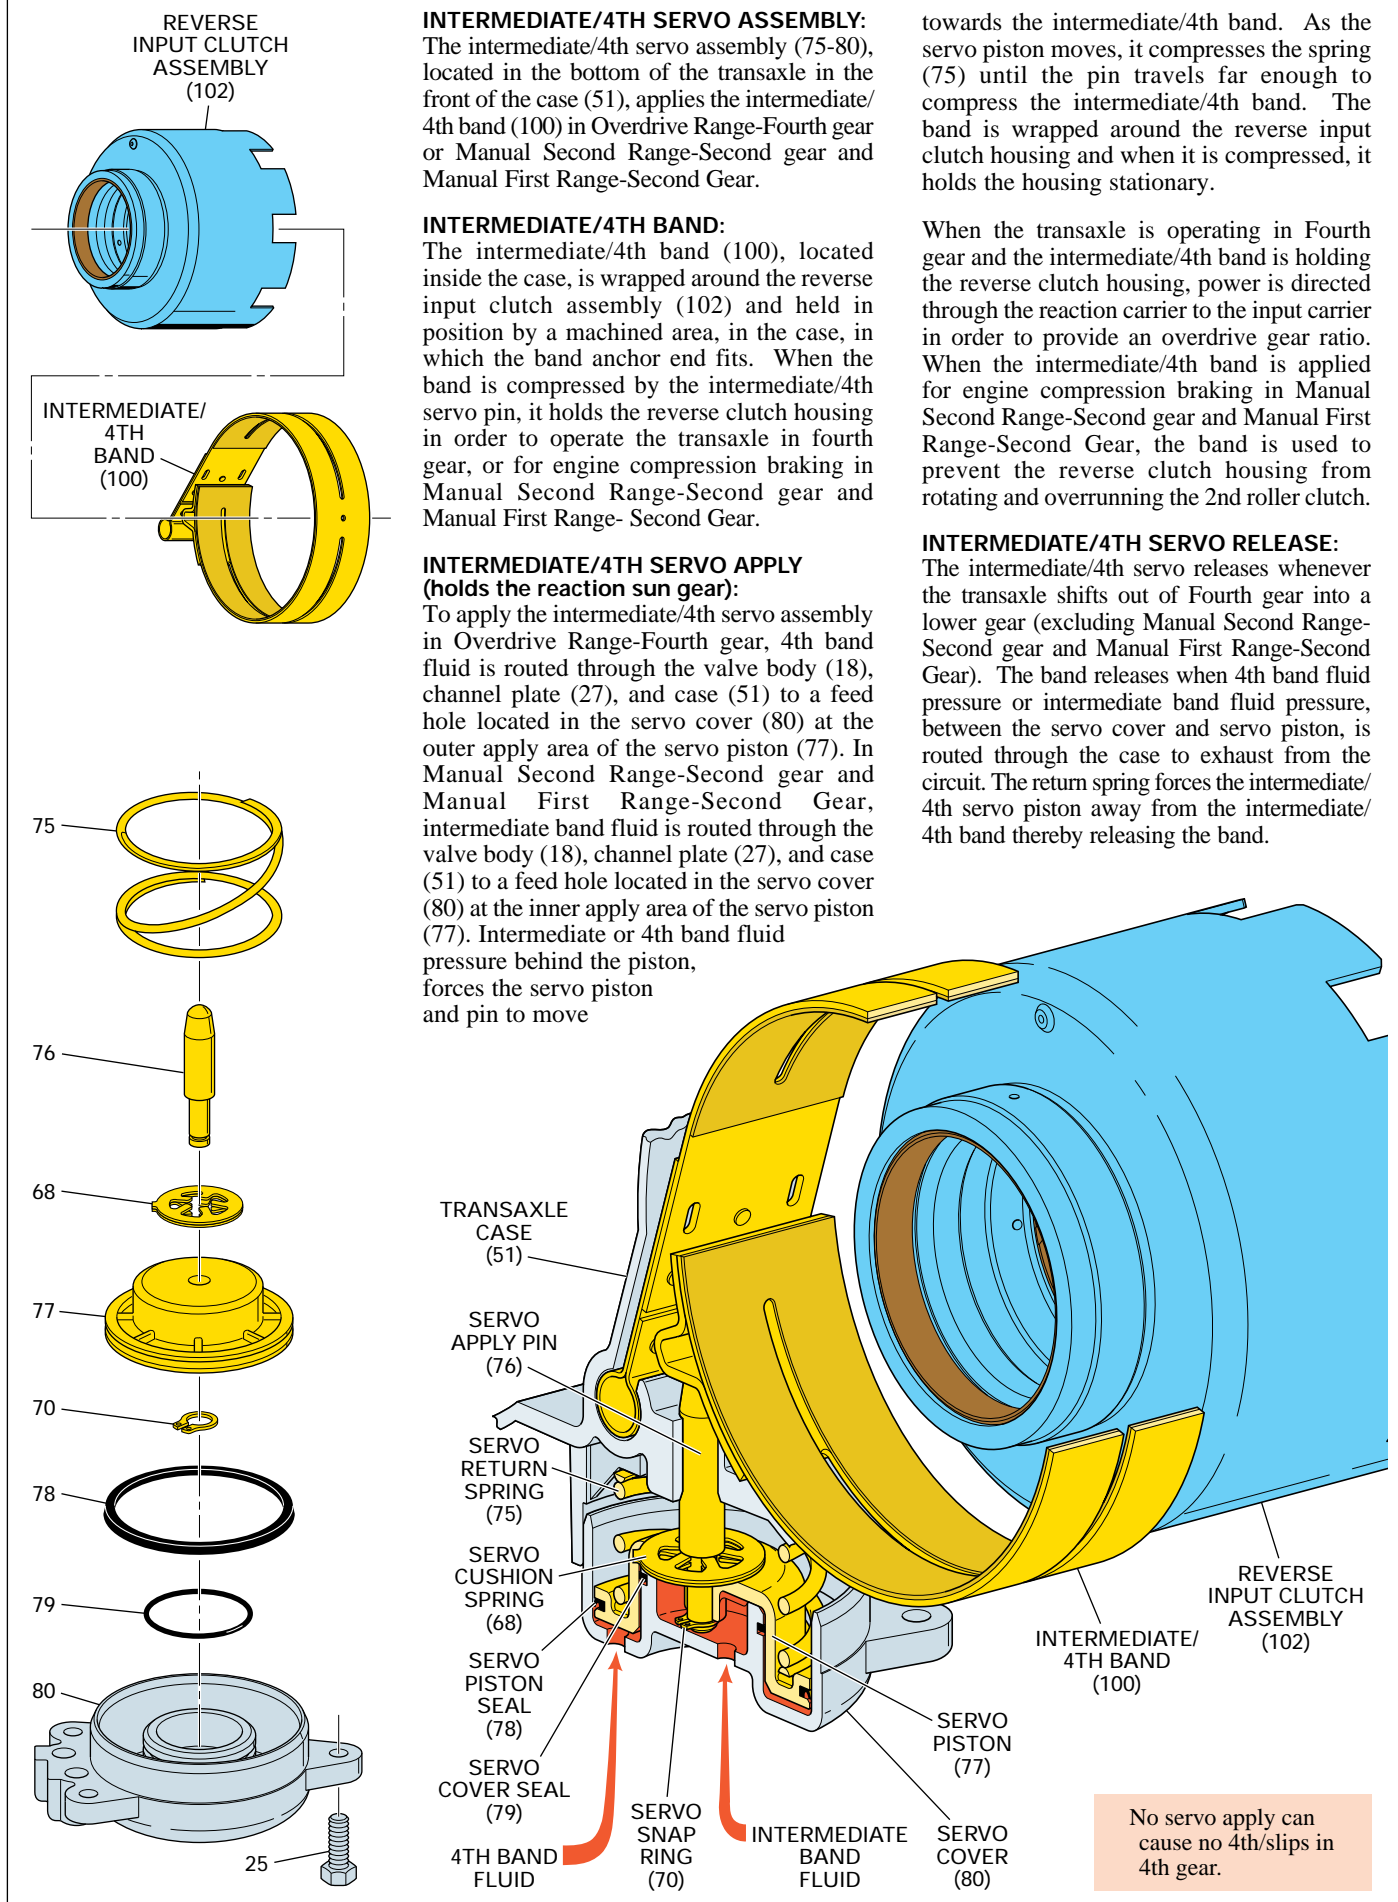 REVERSE
INPUT CLUTCH
ASSEMBLY
(102)
INTERMEDIATE/
4TH
BAND
(100)
75
76
68
77
70
78
79
80
25
INTERMEDIATE/4TH SERVO ASSEMBLY:
The intermediate/4th servo assembly (75-80),
located in the bottom of the transaxle in the
front of the case (51), applies the intermediate/
4th band (100) in Overdrive Range-Fourth gear
or Manual Second Range-Second gear and
Manual First Range-Second Gear.
INTERMEDIATE/4TH BAND:
The intermediate/4th band (100), located
inside the case, is wrapped around the reverse
input clutch assembly (102) and held in
position by a machined area, in the case, in
which the band anchor end fits. When the
band is compressed by the intermediate/4th
servo pin, it holds the reverse clutch housing
in order to operate the transaxle in fourth
gear, or for engine compression braking in
Manual Second Range-Second gear and
Manual First Range- Second Gear.
INTERMEDIATE/4TH SERVO APPLY
(holds the reaction sun gear):
To apply the intermediate/4th servo assembly
in Overdrive Range-Fourth gear, 4th band
fluid is routed through the valve body (18),
channel plate (27), and case (51) to a feed
hole located in the servo cover (80) at the
outer apply area of the servo piston (77). In
Manual Second Range-Second gear and
Manual First Range-Second Gear,
intermediate band fluid is routed through the
valve body (18), channel plate (27), and case
(51) to a feed hole located in the servo cover
(80) at the inner apply area of the servo piston
(77). Intermediate or 4th band fluid
pressure behind the piston,
forces the servo piston
and pin to move
towards the intermediate/4th band. As the
servo piston moves, it compresses the spring
(75) until the pin travels far enough to
compress the intermediate/4th band. The
band is wrapped around the reverse input
clutch housing and when it is compressed, it
holds the housing stationary.
When the transaxle is operating in Fourth
gear and the intermediate/4th band is holding
the reverse clutch housing, power is directed
through the reaction carrier to the input carrier
in order to provide an overdrive gear ratio.
When the intermediate/4th band is applied
for engine compression braking in Manual
Second Range-Second gear and Manual First
Range-Second Gear, the band is used to
prevent the reverse clutch housing from
rotating and overrunning the 2nd roller clutch.
INTERMEDIATE/4TH SERVO RELEASE:
The intermediate/4th servo releases whenever
the transaxle shifts out of Fourth gear into a
lower gear (excluding Manual Second Range-
Second gear and Manual First Range-Second
Gear). The band releases when 4th band fluid
pressure or intermediate band fluid pressure,
between the servo cover and servo piston, is
routed through the case to exhaust from the
circuit. The return spring forces the intermediate/
4th servo piston away from the intermediate/
4th band thereby releasing the band.
TRANSAXLE
CASE
(51)
SERVO
APPLY PIN
(76)
SERVO
RETURN
SPRING
(75)
SERVO
CUSHION
SPRING
(68)
SERVO
PISTON
SEAL
(78)
SERVO
COVER SEAL
(79)
4TH BAND
FLUID
SERVO
SNAP
RING
(70)
INTERMEDIATE
BAND
FLUID
SERVO
COVER
(80)
SERVO
PISTON
(77)
INTERMEDIATE/
4TH BAND
(100)
REVERSE
INPUT CLUTCH
ASSEMBLY
(102)
No servo apply can
cause no 4th/slips in
4th gear.